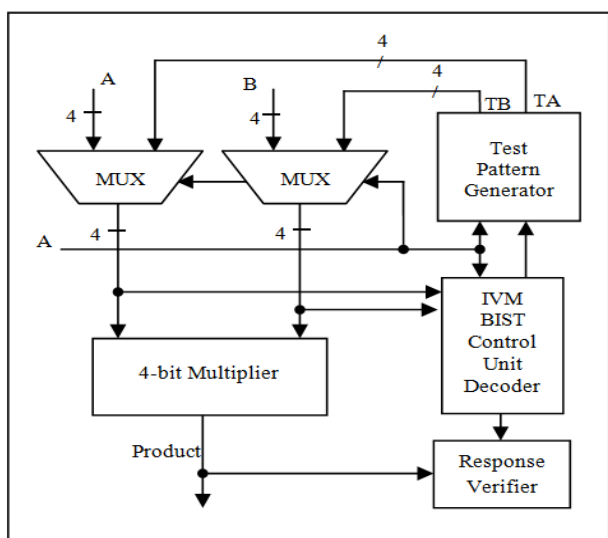 4
4
A
B
TB
TA
4
4
Test
Pattern
Generator
MUX
MUX
4
4
A
IVM
BIST
Control
Unit
Decoder
4-bit Multiplier
Product
Response
Verifier